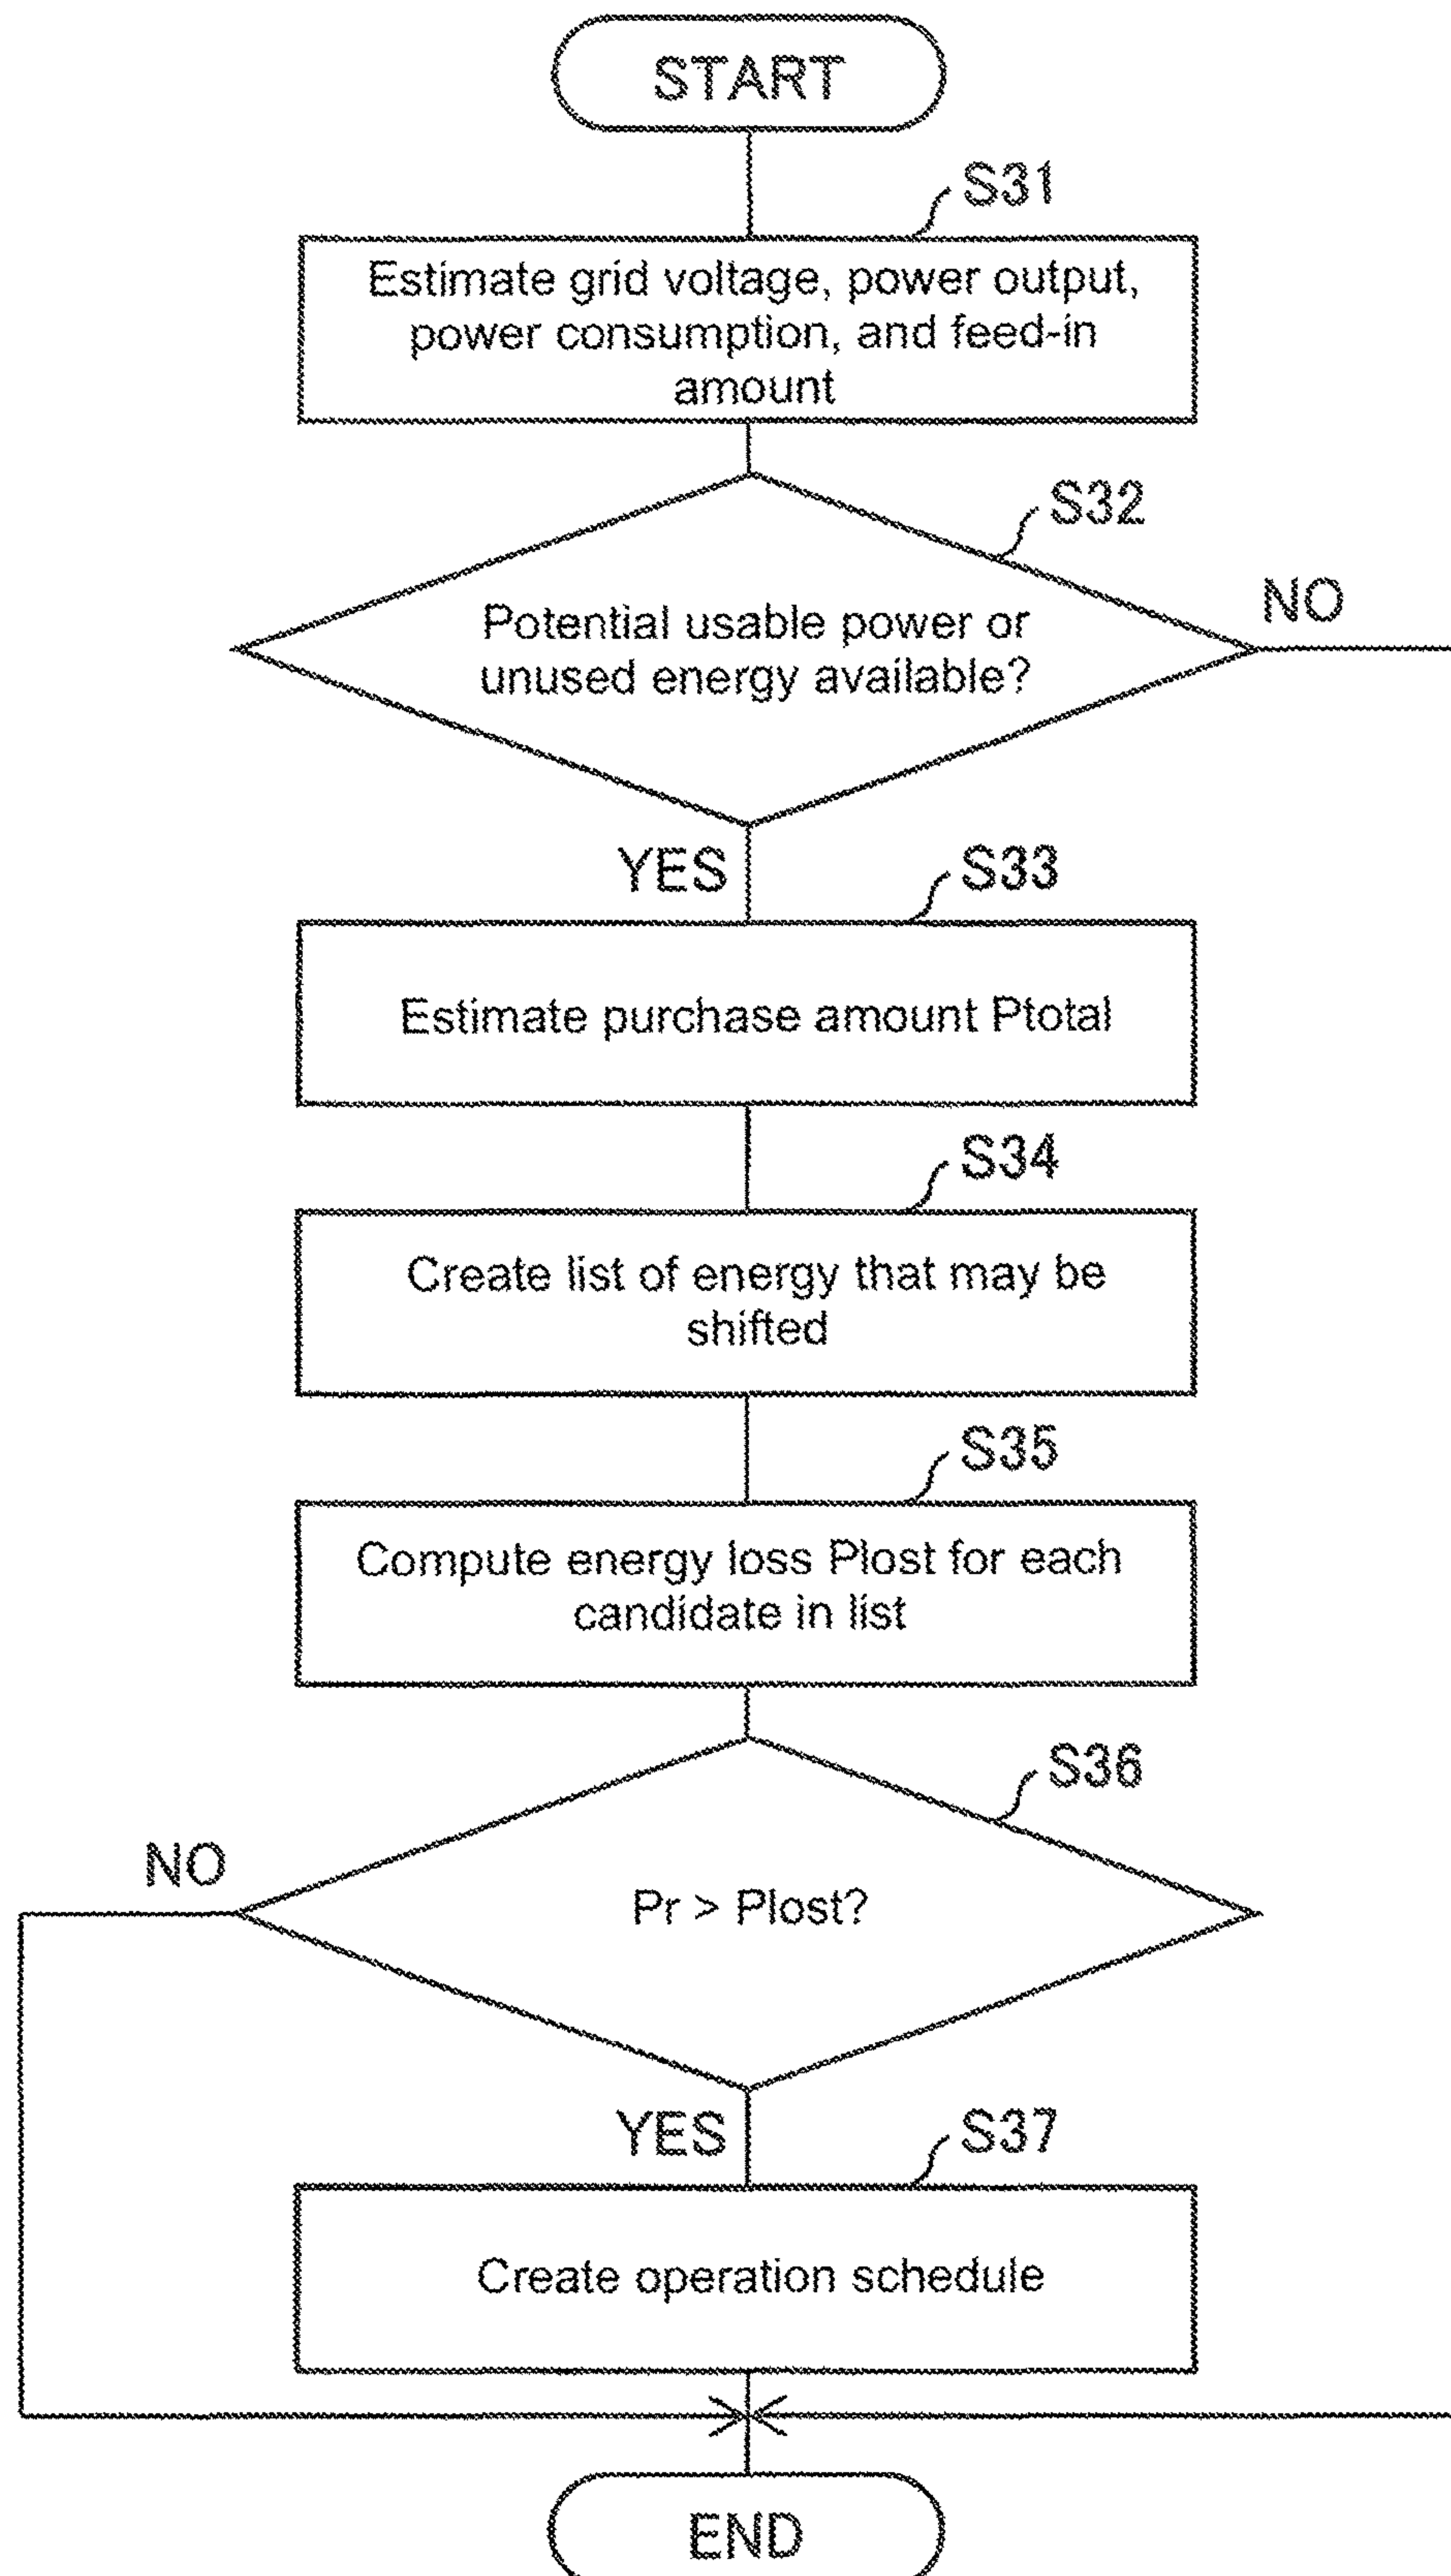 START
S31
Estimate grid voltage, power output,
power consumption, and feed-in
amount
S32
Potential usable power or
unused energy available?
NO
YES
S33
Estimate purchase amount Ptotal
S34
Create list of energy that may be
shifted
S35
Compute energy loss Plost for each
candidate in list
S36
NO
Pr > Plost?
YES
S37
Create operation schedule
END